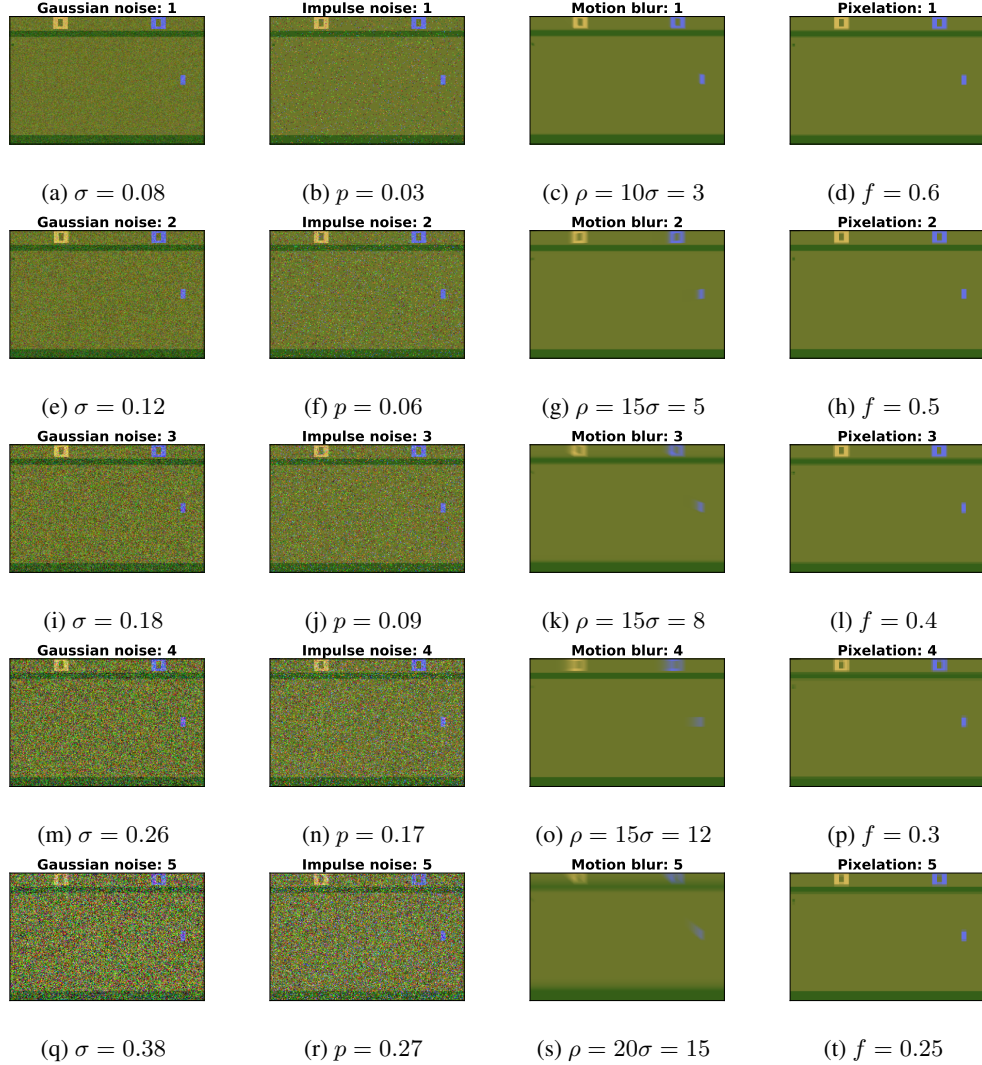 Gaussian noise: 1 Impulse noise: 1 Motion blur: 1 Pixelation: 1
(a) σ = 0.08 (b) p = 0.03 (c) ρ = 10σ = 3 (d) f = 0.6
Gaussian noise: 2 Impulse noise: 2 Motion blur: 2 Pixelation: 2
(e) σ = 0.12 (f) p = 0.06 (g) ρ = 15σ = 5 (h) f = 0.5
Gaussian noise: 3 Impulse noise: 3 Motion blur: 3 Pixelation: 3
(i) σ = 0.18 (j) p = 0.09 (k) ρ = 15σ = 8 (l) f = 0.4
Gaussian noise: 4 Impulse noise: 4 Motion blur: 4 Pixelation: 4
(m) σ = 0.26 (n) p = 0.17 (o) ρ = 15σ = 12 (p) f = 0.3
Gaussian noise: 5 Impulse noise: 5 Motion blur: 5 Pixelation: 5
(q) σ = 0.38 (r) p = 0.27 (s) ρ = 20σ = 15 (t) f = 0.25